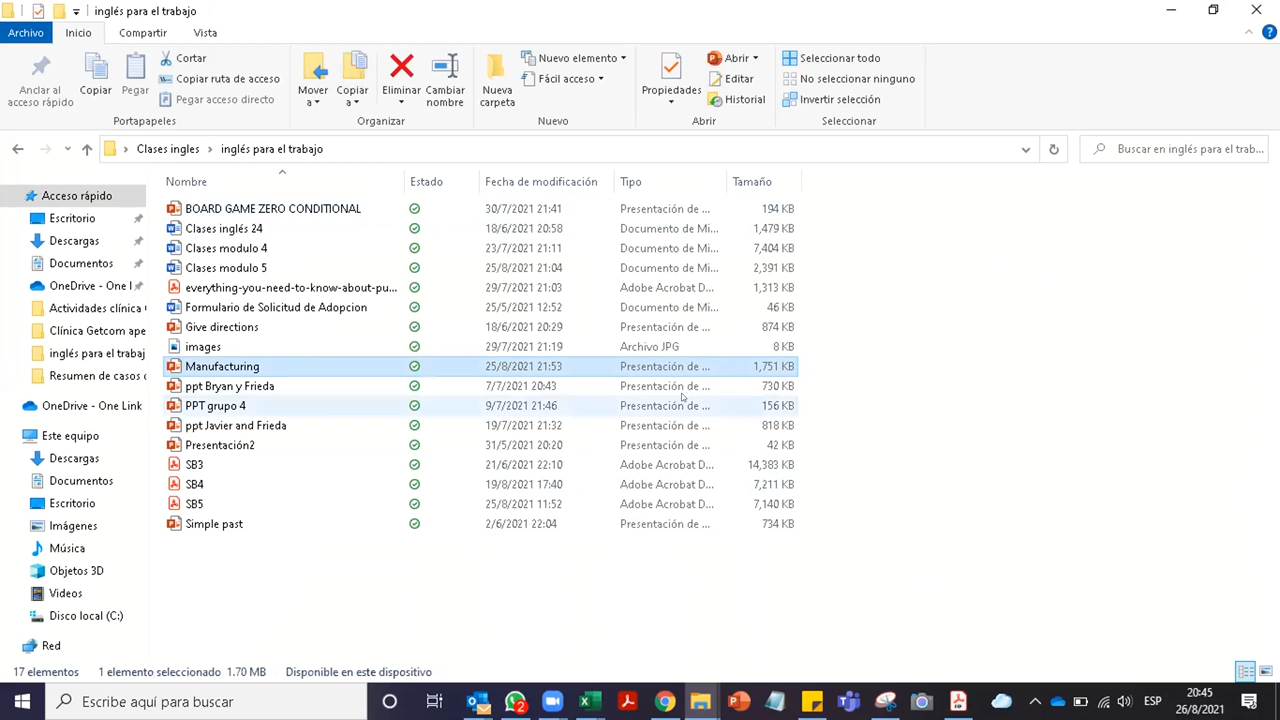 inglés para el trabajo
Archivo Inicio Compartir Vista
Anclar al acceso rápido
Copiar
Pegar
Cortar
Copiar ruta de acceso
Pegar acceso directo
Portapapeles
Mover a
Copiar a
Eliminar
Cambiar nombre
Organizar
Nueva carpeta
Nuevo elemento
Fácil acceso
Nuevo
Propiedades
Abrir
Editar
Historial
Abrir
Seleccionar todo
No seleccionar ninguno
Invertir selección
Seleccionar
Clases ingles > inglés para el trabajo
Buscar en inglés para el trab...
Acceso rápido
Escritorio
Descargas
Documentos
OneDrive - One l
Actividades clínica
Clínica Getcom ape
inglés para el trabaj
Resumen de casos c
OneDrive - One Link
Este equipo
Descargas
Documentos
Escritorio
Imágenes
Música
Objetos 3D
Videos
Disco local (C:)
Red
Nombre Estado Fecha de modificación Tipo Tamaño
BOARD GAME ZERO CONDITIONAL 30/7/2021 21:41 Presentación de ... 194 KB
Clases inglés 24 18/6/2021 20:58 Documento de Mi... 1,479 KB
Clases modulo 4 23/7/2021 21:11 Documento de Mi... 7,404 KB
Clases modulo 5 25/8/2021 21:04 Documento de Mi... 2,391 KB
everything-you-need-to-know-about-pu... 29/7/2021 21:03 Adobe Acrobat D... 1,313 KB
Formulario de Solicitud de Adopcion 25/5/2021 12:52 Documento de Mi... 46 KB
Give directions 18/6/2021 20:29 Presentación de ... 874 KB
images 29/7/2021 21:19 Archivo JPG 8 KB
Manufacturing 25/8/2021 21:53 Presentación de ... 1,751 KB
ppt Bryan y Frieda 7/7/2021 20:43 Presentación de ... 730 KB
PPT grupo 4 9/7/2021 21:46 Presentación de ... 156 KB
ppt Javier and Frieda 19/7/2021 21:32 Presentación de ... 818 KB
Presentación2 31/5/2021 20:20 Presentación de ... 42 KB
SB3 21/6/2021 22:10 Adobe Acrobat D... 14,383 KB
SB4 19/8/2021 17:40 Adobe Acrobat D... 7,211 KB
SB5 25/8/2021 11:52 Adobe Acrobat D... 7,140 KB
Simple past 2/6/2021 22:04 Presentación de ... 734 KB
17 elementos 1 elemento seleccionado 1.70 MB Disponible en este dispositivo
Escribe aquí para buscar
2
ESP
20:45
26/8/2021